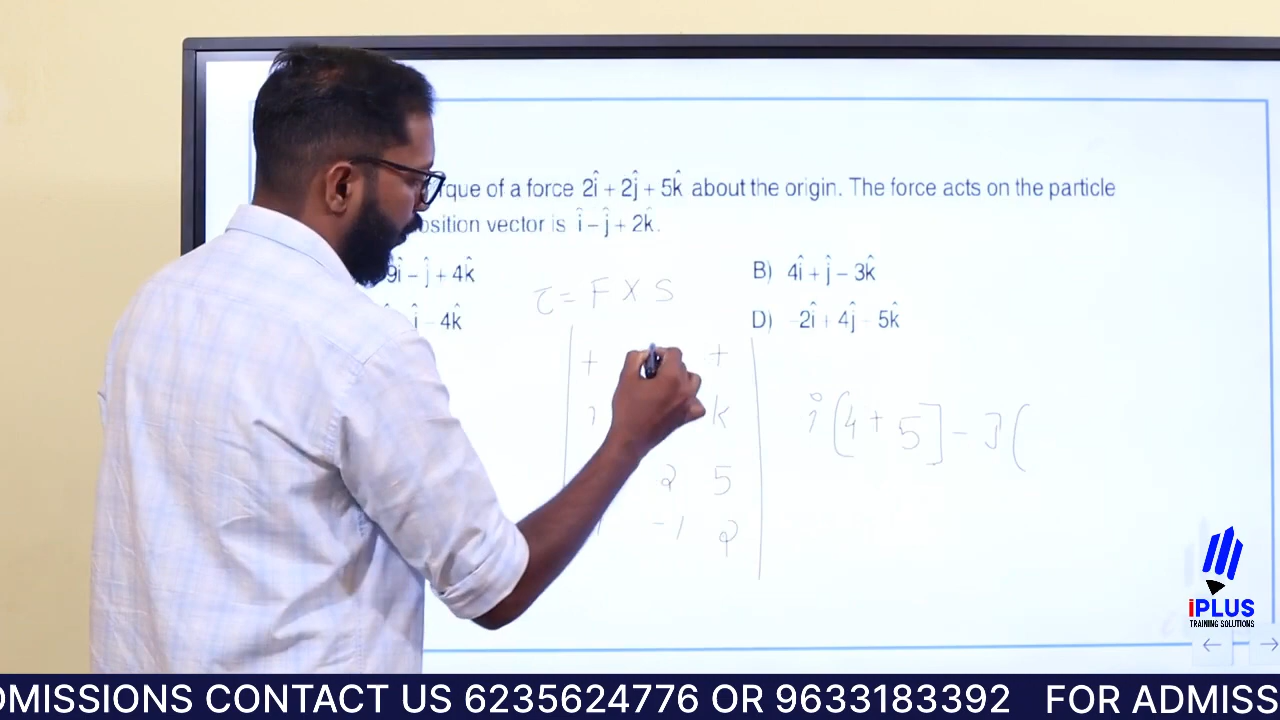 rque of a force 2î + 2ĵ + 5k̂ about the origin. The force acts on the particle
osition vector is î – ĵ + 2k̂.
9î – ĵ + 4k̂
B) 4î + ĵ – 3k̂
– 4k̂
D) -2î + 4ĵ – 5k̂
τ = F × S
+ +
k
2 5
-1 2
i (4 + 5] – J (
iPLUS
TRAINING SOLUTIONS
DMISSIONS CONTACT US 6235624776 OR 9633183392 FOR ADMISS